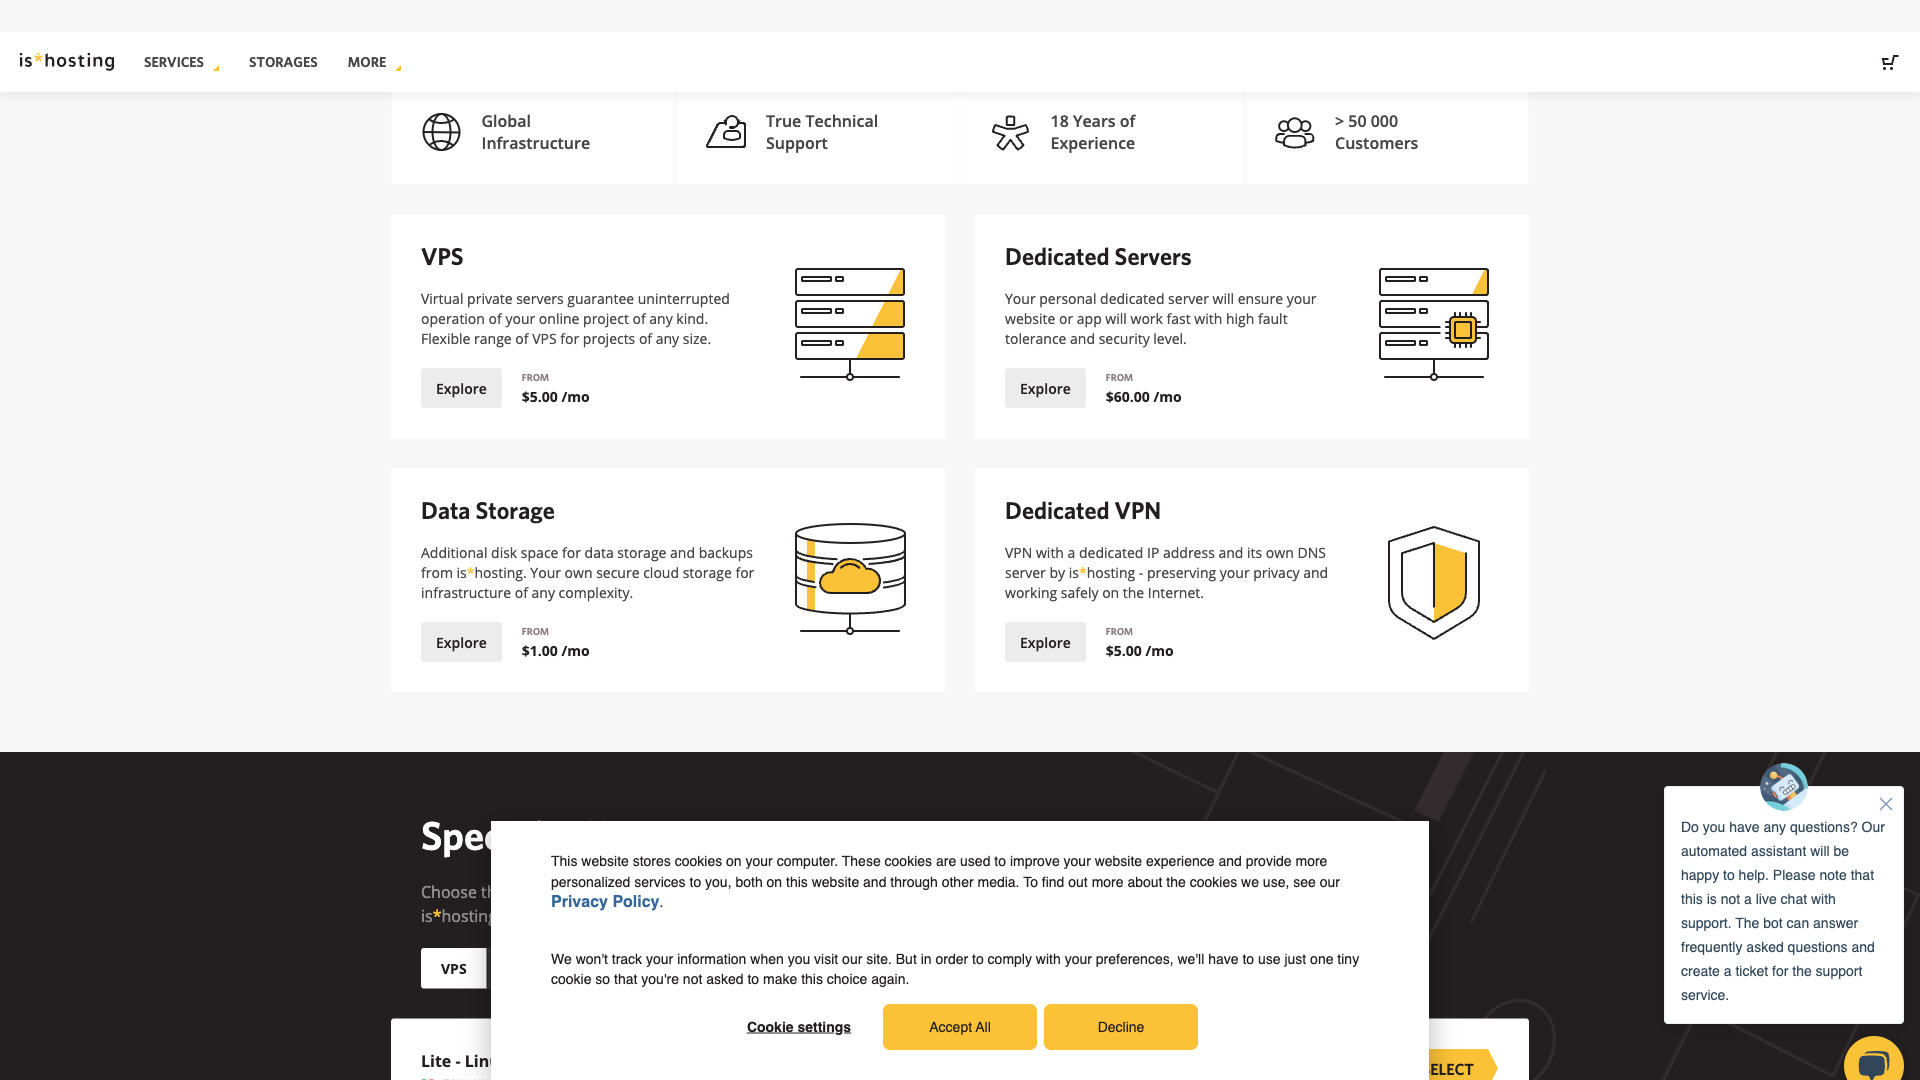 is*hosting
SERVICES
STORAGES
MORE
Global
Infrastructure
True Technical
Support
18 Years of
Experience
> 50 000
Customers
VPS
Virtual private servers guarantee uninterrupted
operation of your online project of any kind.
Flexible range of VPS for projects of any size.
Explore
FROM
$5.00 /mo
Dedicated Servers
Your personal dedicated server will ensure your
website or app will work fast with high fault
tolerance and security level.
Explore
FROM
$60.00 /mo
Data Storage
Additional disk space for data storage and backups
from is*hosting. Your own secure cloud storage for
infrastructure of any complexity.
Explore
FROM
$1.00 /mo
Dedicated VPN
VPN with a dedicated IP address and its own DNS
server by is*hosting - preserving your privacy and
working safely on the Internet.
Explore
FROM
$5.00 /mo
Choose
is*hosting
VPS
Lite -
This website stores cookies on your computer. These cookies are used to improve your website experience and provide more
personalized services to you, both on this website and through other media. To find out more about the cookies we use, see our
Privacy Policy.
We won't track your information when you visit our site. But in order to comply with your preferences, we'll have to use just one tiny
cookie so that you're not asked to make this choice again.
Cookie settings
Accept All
Decline
Do you have any questions? Our
automated assistant will be
happy to help. Please note that
this is not a live chat with
support. The bot can answer
frequently asked questions and
create a ticket for the support
service.